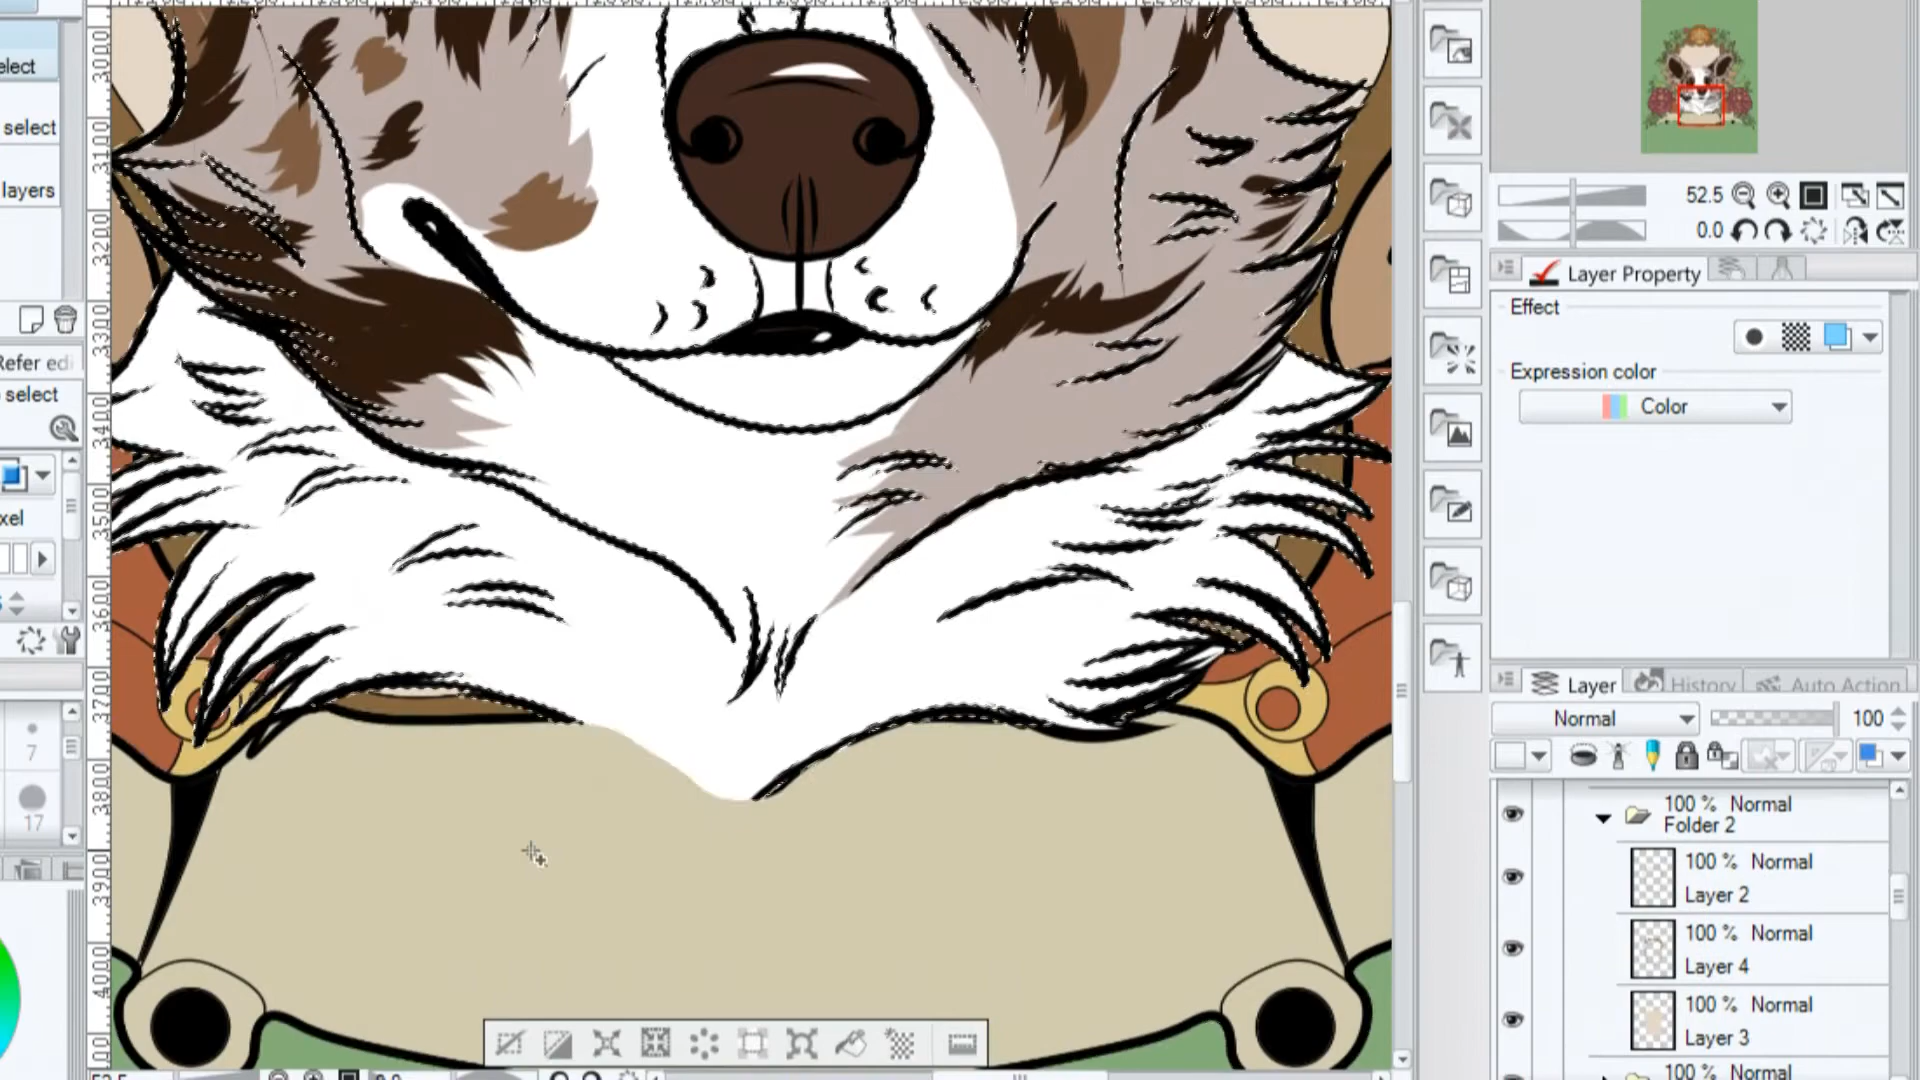 elect
select
layers
Refer edi
select
xel
7
17
3000
3100
3200
3300
3400
3500
3600
3700
3800
3900
4000
52.5
0.0
Layer Property
Effect
Expression color
Color
Layer
History
Auto Action
Normal
100
100 % Normal
Folder 2
100 % Normal
Layer 2
100 % Normal
Layer 4
100 % Normal
Layer 3
100 % Normal